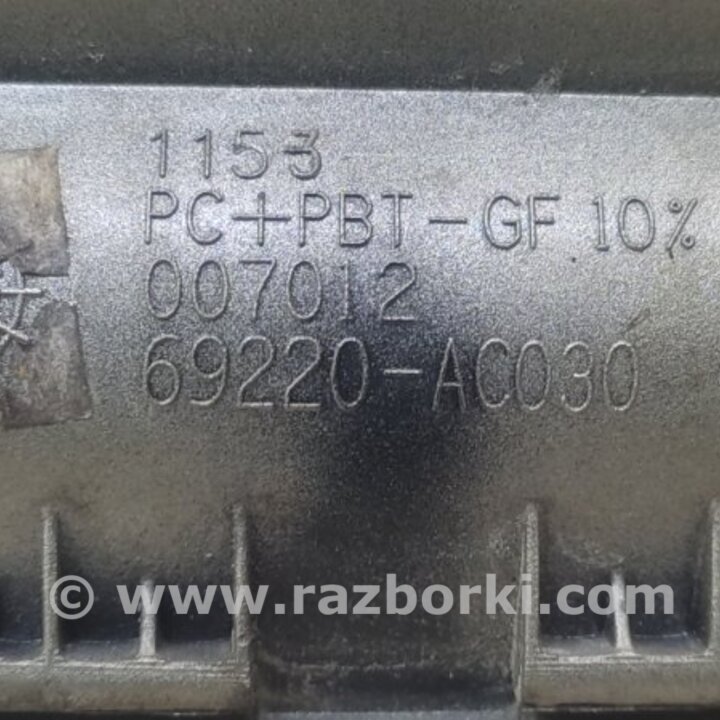 1153
PC+PBT-GF 10%
007012
69220-AC030
© www.razborki.com